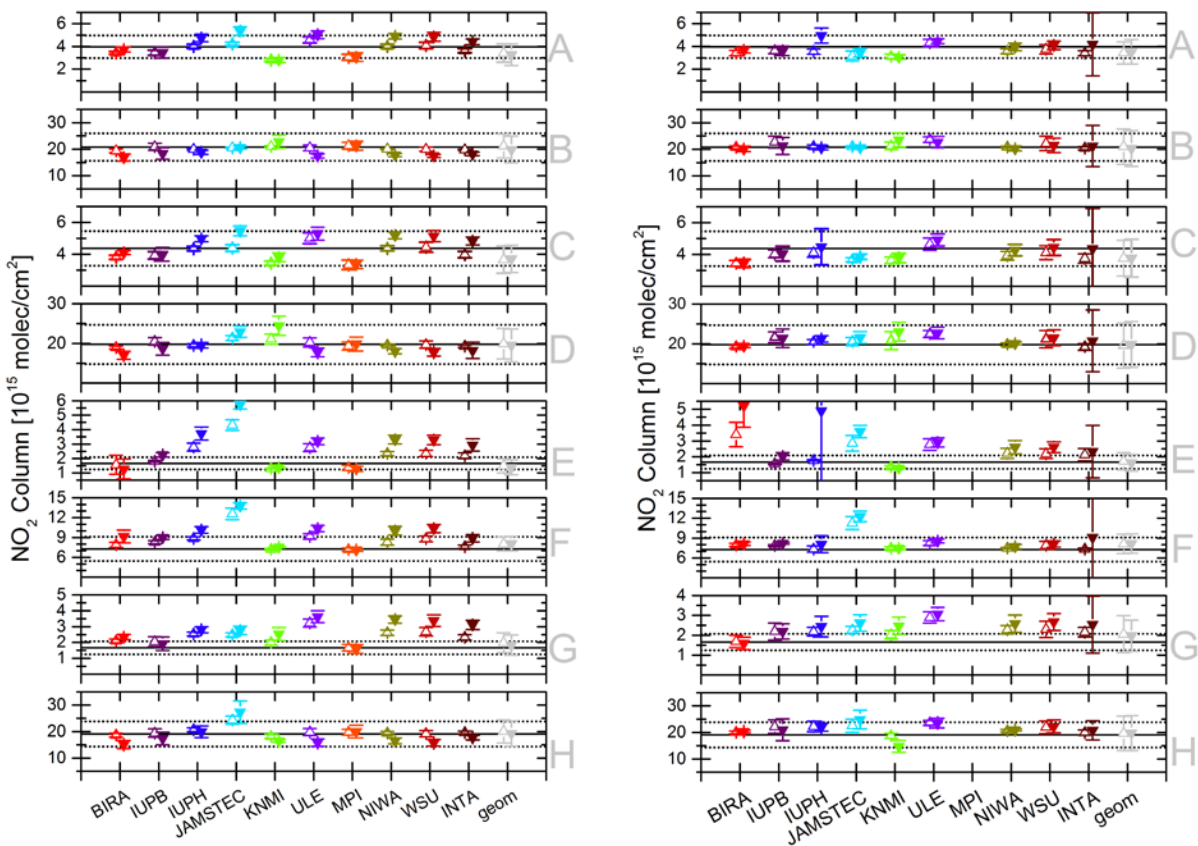 NO2 Column [10^15 molec/cm^2]
6
4
2
A
30
20
10
B
6
4
C
30
20
D
6
5
4
3
2
1
E
15
12
9
6
F
5
4
3
2
1
G
30
20
10
H
BIRA
IUPB
IUPH
JAMSTEC
KNMI
ULE
MPI
NIWA
WSU
INTA
geom
NO2 Column [10^15 molec/cm^2]
6
4
2
A
30
20
10
B
6
4
C
30
20
D
5
4
3
2
1
E
15
12
9
6
F
4
3
2
1
G
30
20
10
H
BIRA
IUPB
IUPH
JAMSTEC
KNMI
ULE
MPI
NIWA
WSU
INTA
geom